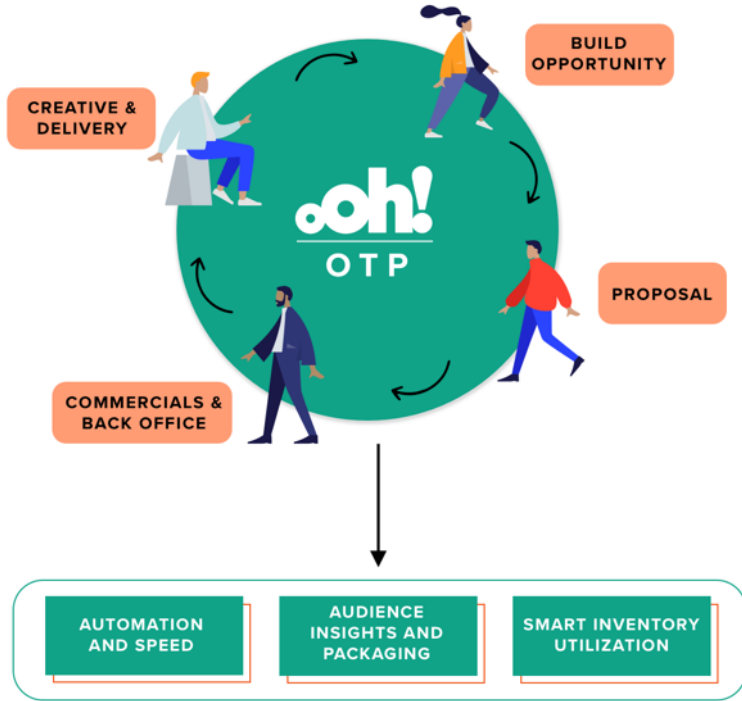 BUILD
OPPORTUNITY
CREATIVE &
DELIVERY
oOh!
OTP
PROPOSAL
COMMERCIALS &
BACK OFFICE
AUTOMATION
AND SPEED
AUDIENCE
INSIGHTS AND
PACKAGING
SMART INVENTORY
UTILIZATION